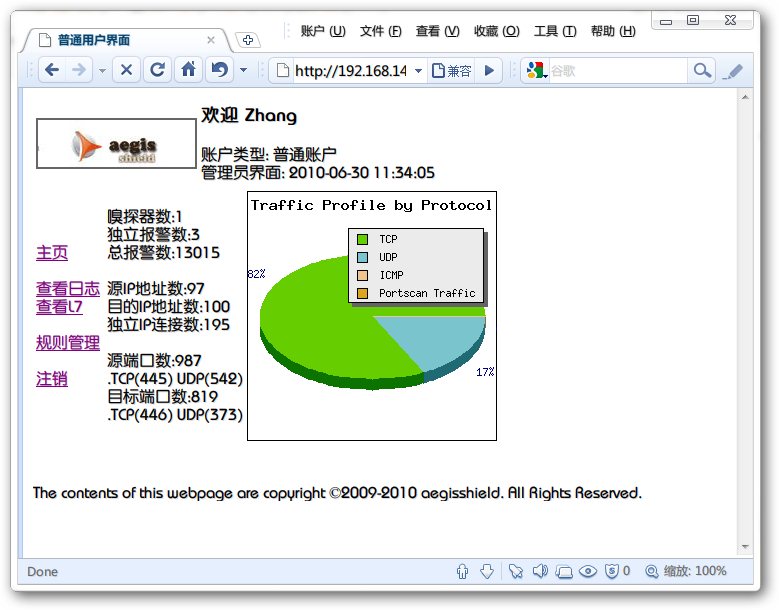 账户 (U) 文件 (F) 查看 (V) 收藏 (O) 工具 (T) 帮助 (H)
普通用户界面
http://192.168.14
兼容
谷歌
aegis
shield
欢迎 Zhang
账户类型: 普通账户
管理员界面: 2010-06-30 11:34:05
主页
查看日志
查看L7
规则管理
注销
嗅探器数:1
独立报警数:3
总报警数:13015
源IP地址数:97
目的IP地址数:100
独立IP连接数:195
源端口数:987
.TCP(445) UDP(542)
目标端口数:819
.TCP(446) UDP(373)
Traffic Profile by Protocol
TCP
UDP
ICMP
Portscan Traffic
82%
17%
The contents of this webpage are copyright ©2009-2010 aegisshield. All Rights Reserved.
Done
0
缩放: 100%